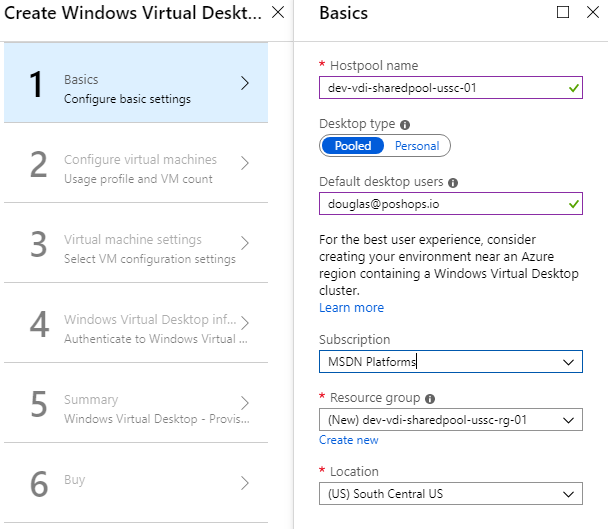 Create Windows Virtual Deskt...
1
Basics
Configure basic settings
2
Configure virtual machines
Usage profile and VM count
3
Virtual machine settings
Select VM configuration settings
4
Windows Virtual Desktop inf...
Authenticate to Windows Virtual ...
5
Summary
Windows Virtual Desktop - Provis...
6
Buy
Basics
* Hostpool name
dev-vdi-sharedpool-ussc-01
Desktop type
Pooled Personal
Default desktop users
douglas@poshops.io
For the best user experience, consider
creating your environment near an Azure
region containing a Windows Virtual Desktop
cluster.
Learn more
Subscription
MSDN Platforms
* Resource group
(New) dev-vdi-sharedpool-ussc-rg-01
Create new
* Location
(US) South Central US